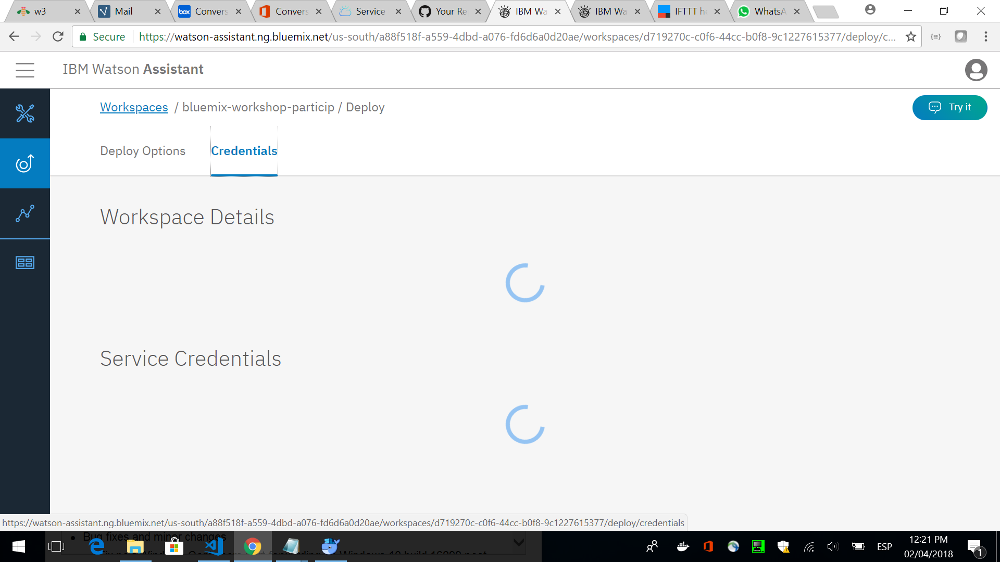 w3
Mail
box
Convers
Convers
Service
Your Re
IBM Wa
IBM Wa
IFTTT he
WhatsA
Secure
https://watson-assistant.ng.bluemix.net/us-south/a88f518f-a559-4dbd-a076-fd6d6a0d20ae/workspaces/d719270c-c0f6-44cc-b0f8-9c1227615377/deploy/c...
IBM Watson Assistant
Workspaces / bluemix-workshop-particip / Deploy
Try it
Deploy Options
Credentials
Workspace Details
Service Credentials
https://watson-assistant.ng.bluemix.net/us-south/a88f518f-a559-4dbd-a076-fd6d6a0d20ae/workspaces/d719270c-c0f6-44cc-b0f8-9c1227615377/deploy/credentials
Bug fixes and minor changes
ESP
12:21 PM
02/04/2018
1